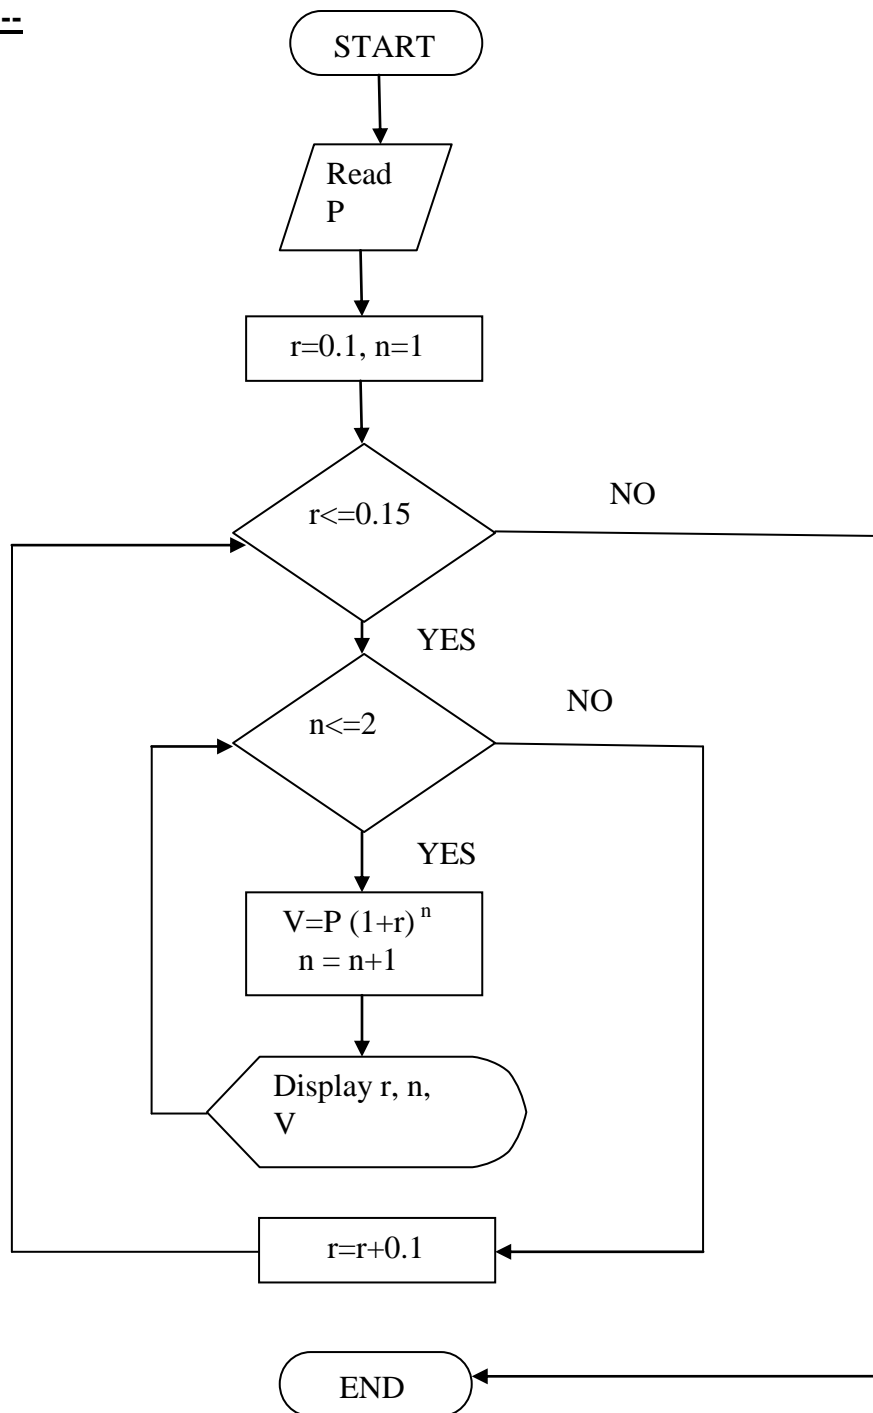 --
START
Read
P
r=0.1, n=1
r<=0.15
NO
YES
n<=2
NO
YES
V=P (1+r) ⁿ
n = n+1
Display r, n,
V
r=r+0.1
END